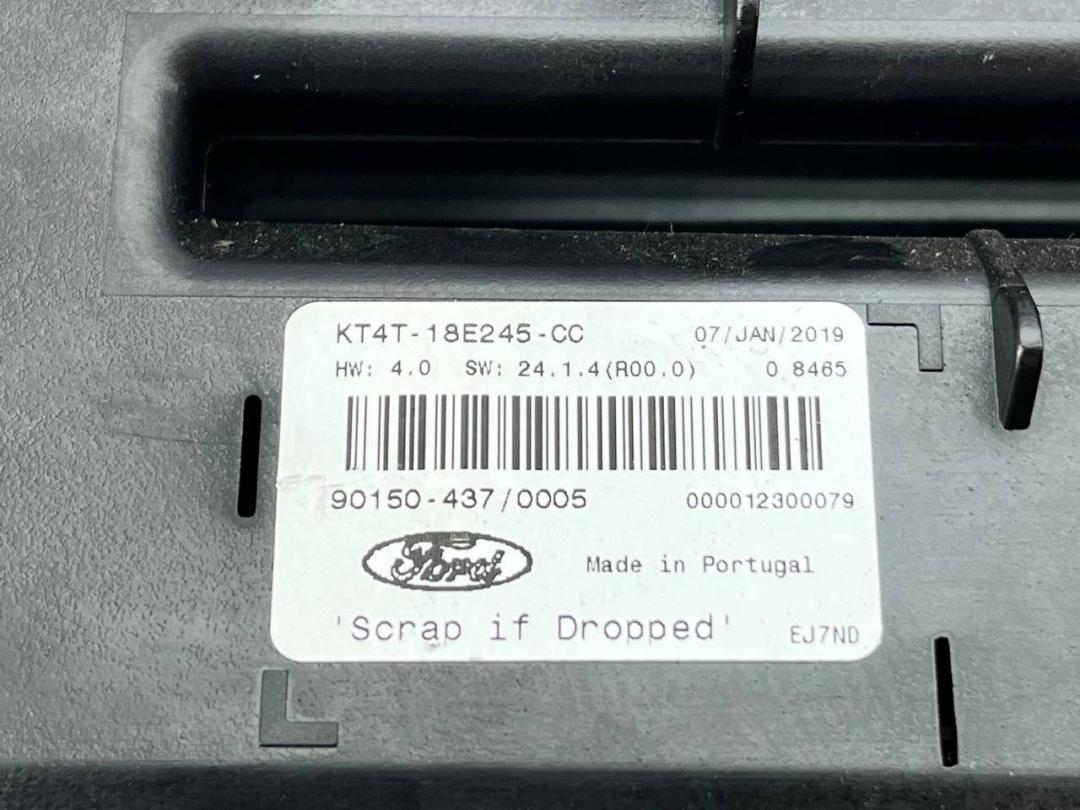 KT4T-18E245-CC 07/JAN/2019
HW: 4.0 SW: 24.1.4(R00.0) 0.8465
90150-437/0005 000012300079
Ford Made in Portugal
'Scrap if Dropped' EJ7ND